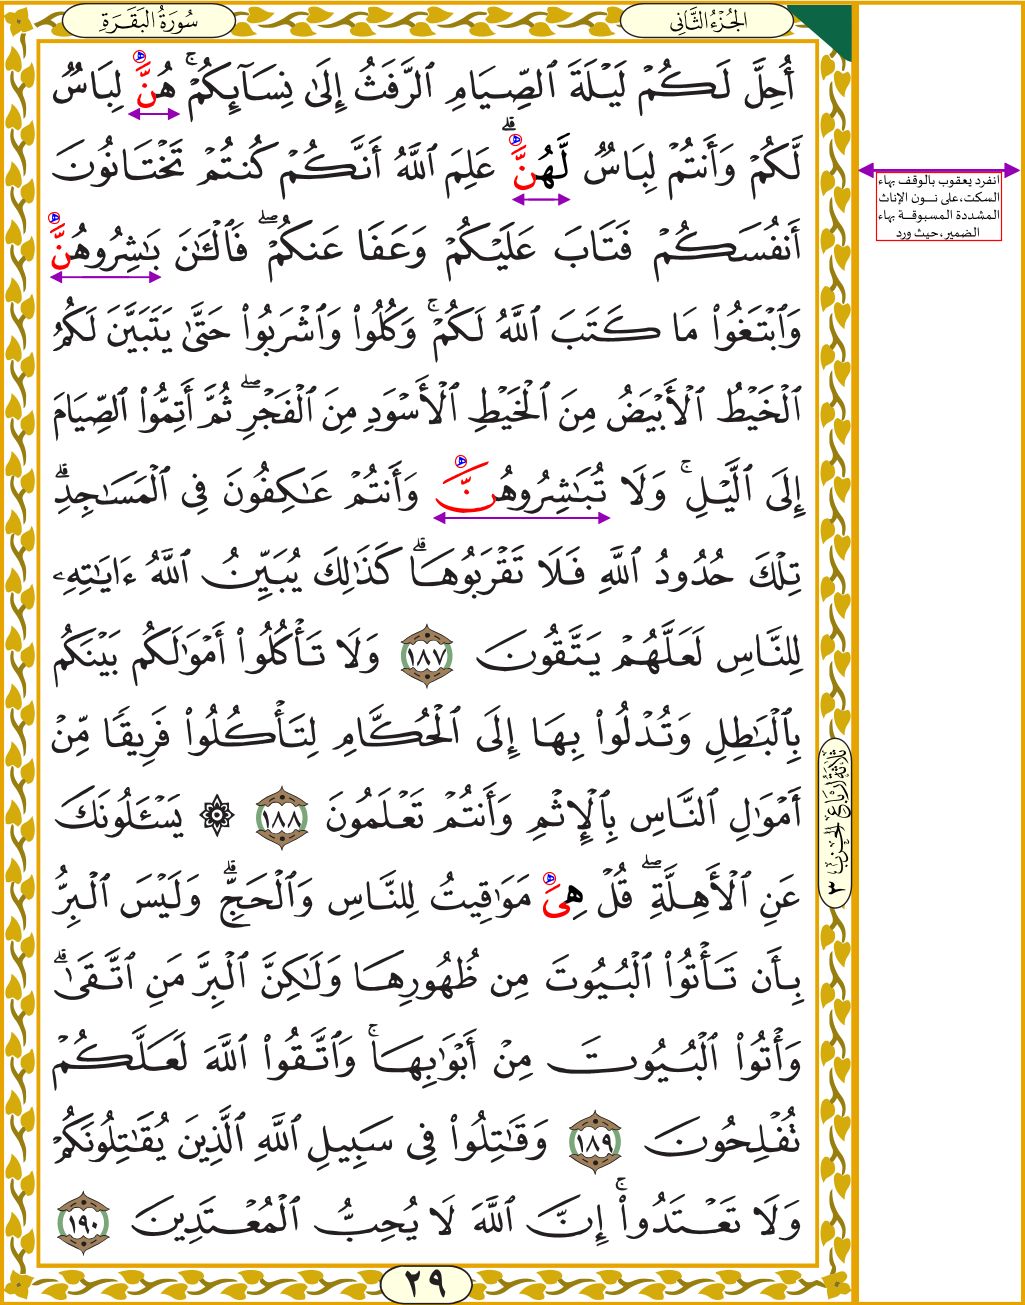 سُورَةُ البَقَرَةِ
الجُزْءُ الثَّانِي
أُحِلَّ لَكُمْ لَيْلَةَ ٱلصِّيَامِ ٱلرَّفَثُ إِلَىٰ نِسَآئِكُمْ ۚ هُنَّ لِبَاسٌ
لَّكُمْ وَأَنتُمْ لِبَاسٌ لَّهُنَّ ۗ عَلِمَ ٱللَّهُ أَنَّكُمْ كُنتُمْ تَخْتَانُونَ
أَنفُسَكُمْ فَتَابَ عَلَيْكُمْ وَعَفَا عَنكُمْ ۖ فَٱلْـَٰٔنَ بَـٰشِرُوهُنَّ
وَٱبْتَغُوا۟ مَا كَتَبَ ٱللَّهُ لَكُمْ ۚ وَكُلُوا۟ وَٱشْرَبُوا۟ حَتَّىٰ يَتَبَيَّنَ لَكُمُ
ٱلْخَيْطُ ٱلْأَبْيَضُ مِنَ ٱلْخَيْطِ ٱلْأَسْوَدِ مِنَ ٱلْفَجْرِ ۖ ثُمَّ أَتِمُّوا۟ ٱلصِّيَامَ
إِلَى ٱلَّيْلِ ۚ وَلَا تُبَـٰشِرُوهُنَّ وَأَنتُمْ عَـٰكِفُونَ فِى ٱلْمَسَـٰجِدِ ۗ
تِلْكَ حُدُودُ ٱللَّهِ فَلَا تَقْرَبُوهَا ۗ كَذَٰلِكَ يُبَيِّنُ ٱللَّهُ ءَايَـٰتِهِۦ
لِلنَّاسِ لَعَلَّهُمْ يَتَّقُونَ ١٨٧ وَلَا تَأْكُلُوٓا۟ أَمْوَٰلَكُم بَيْنَكُم
بِٱلْبَـٰطِلِ وَتُدْلُوا۟ بِهَا إِلَى ٱلْحُكَّامِ لِتَأْكُلُوا۟ فَرِيقًا مِّنْ
أَمْوَٰلِ ٱلنَّاسِ بِٱلْإِثْمِ وَأَنتُمْ تَعْلَمُونَ ١٨٨ ۞ يَسْـَٔلُونَكَ
عَنِ ٱلْأَهِلَّةِ ۖ قُلْ هِىَ مَوَٰقِيتُ لِلنَّاسِ وَٱلْحَجِّ ۗ وَلَيْسَ ٱلْبِرُّ
بِأَن تَأْتُوا۟ ٱلْبُيُوتَ مِن ظُهُورِهَا وَلَـٰكِنَّ ٱلْبِرَّ مَنِ ٱتَّقَىٰ ۗ
وَأْتُوا۟ ٱلْبُيُوتَ مِنْ أَبْوَٰبِهَا ۚ وَٱتَّقُوا۟ ٱللَّهَ لَعَلَّكُمْ
تُفْلِحُونَ ١٨٩ وَقَـٰتِلُوا۟ فِى سَبِيلِ ٱللَّهِ ٱلَّذِينَ يُقَـٰتِلُونَكُمْ
وَلَا تَعْتَدُوٓا۟ ۚ إِنَّ ٱللَّهَ لَا يُحِبُّ ٱلْمُعْتَدِينَ ١٩٠
انفرد يعقوب بالوقف بهاء
السكت، على نون الإناث
المشددة المسبوقة بهاء
الضمير، حيث ورد
ثلاثة أرباع الحزب ٣
٢٩